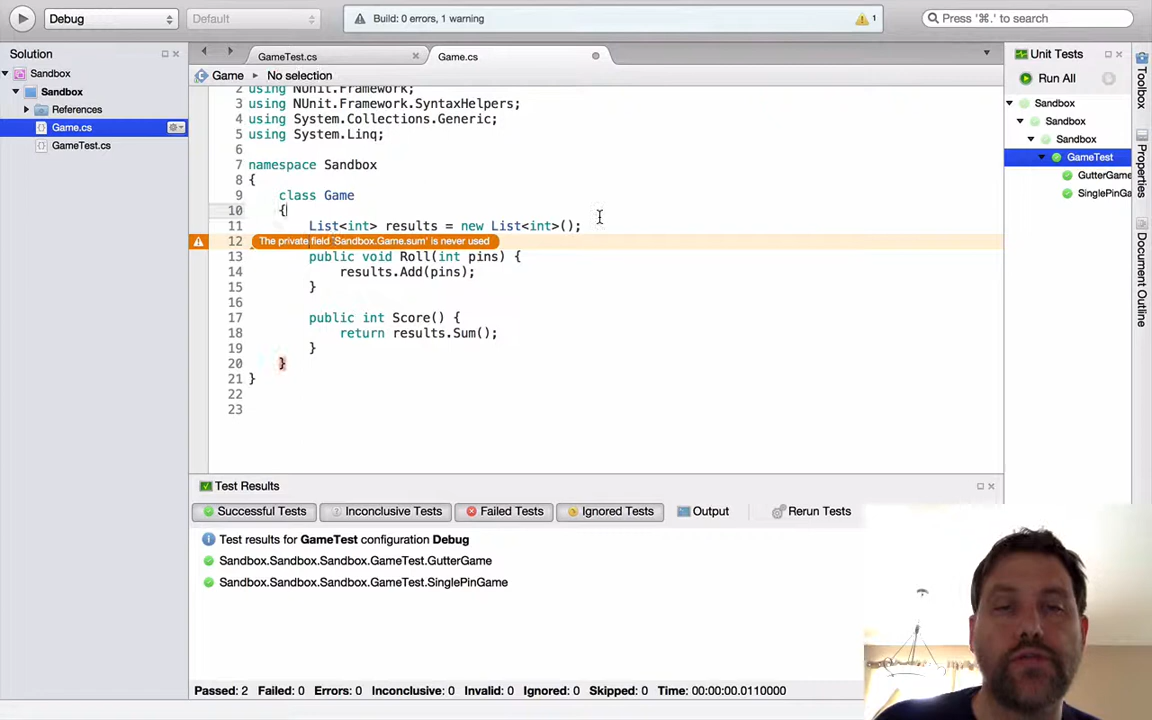 Debug
Default
Build: 0 errors, 1 warning
1
Press '⌘.' to search
Solution
Sandbox
Sandbox
References
Game.cs
GameTest.cs
GameTest.cs
Game.cs
Game
No selection
2 using NUnit.Framework;
3 using NUnit.Framework.SyntaxHelpers;
4 using System.Collections.Generic;
5 using System.Linq;
6
7 namespace Sandbox
8 {
9 class Game
10 {
11 List<int> results = new List<int>();
12 The private field `Sandbox.Game.sum' is never used
13 public void Roll(int pins) {
14 results.Add(pins);
15 }
16
17 public int Score() {
18 return results.Sum();
19 }
20 }
21 }
22
23
Unit Tests
Run All
Sandbox
Sandbox
Sandbox
GameTest
GutterGame
SinglePinGa
Toolbox
Properties
Document Outline
Test Results
Successful Tests
Inconclusive Tests
Failed Tests
Ignored Tests
Output
Rerun Tests
Test results for GameTest configuration Debug
Sandbox.Sandbox.Sandbox.GameTest.GutterGame
Sandbox.Sandbox.Sandbox.GameTest.SinglePinGame
Passed: 2 Failed: 0 Errors: 0 Inconclusive: 0 Invalid: 0 Ignored: 0 Skipped: 0 Time: 00:00:00.0110000